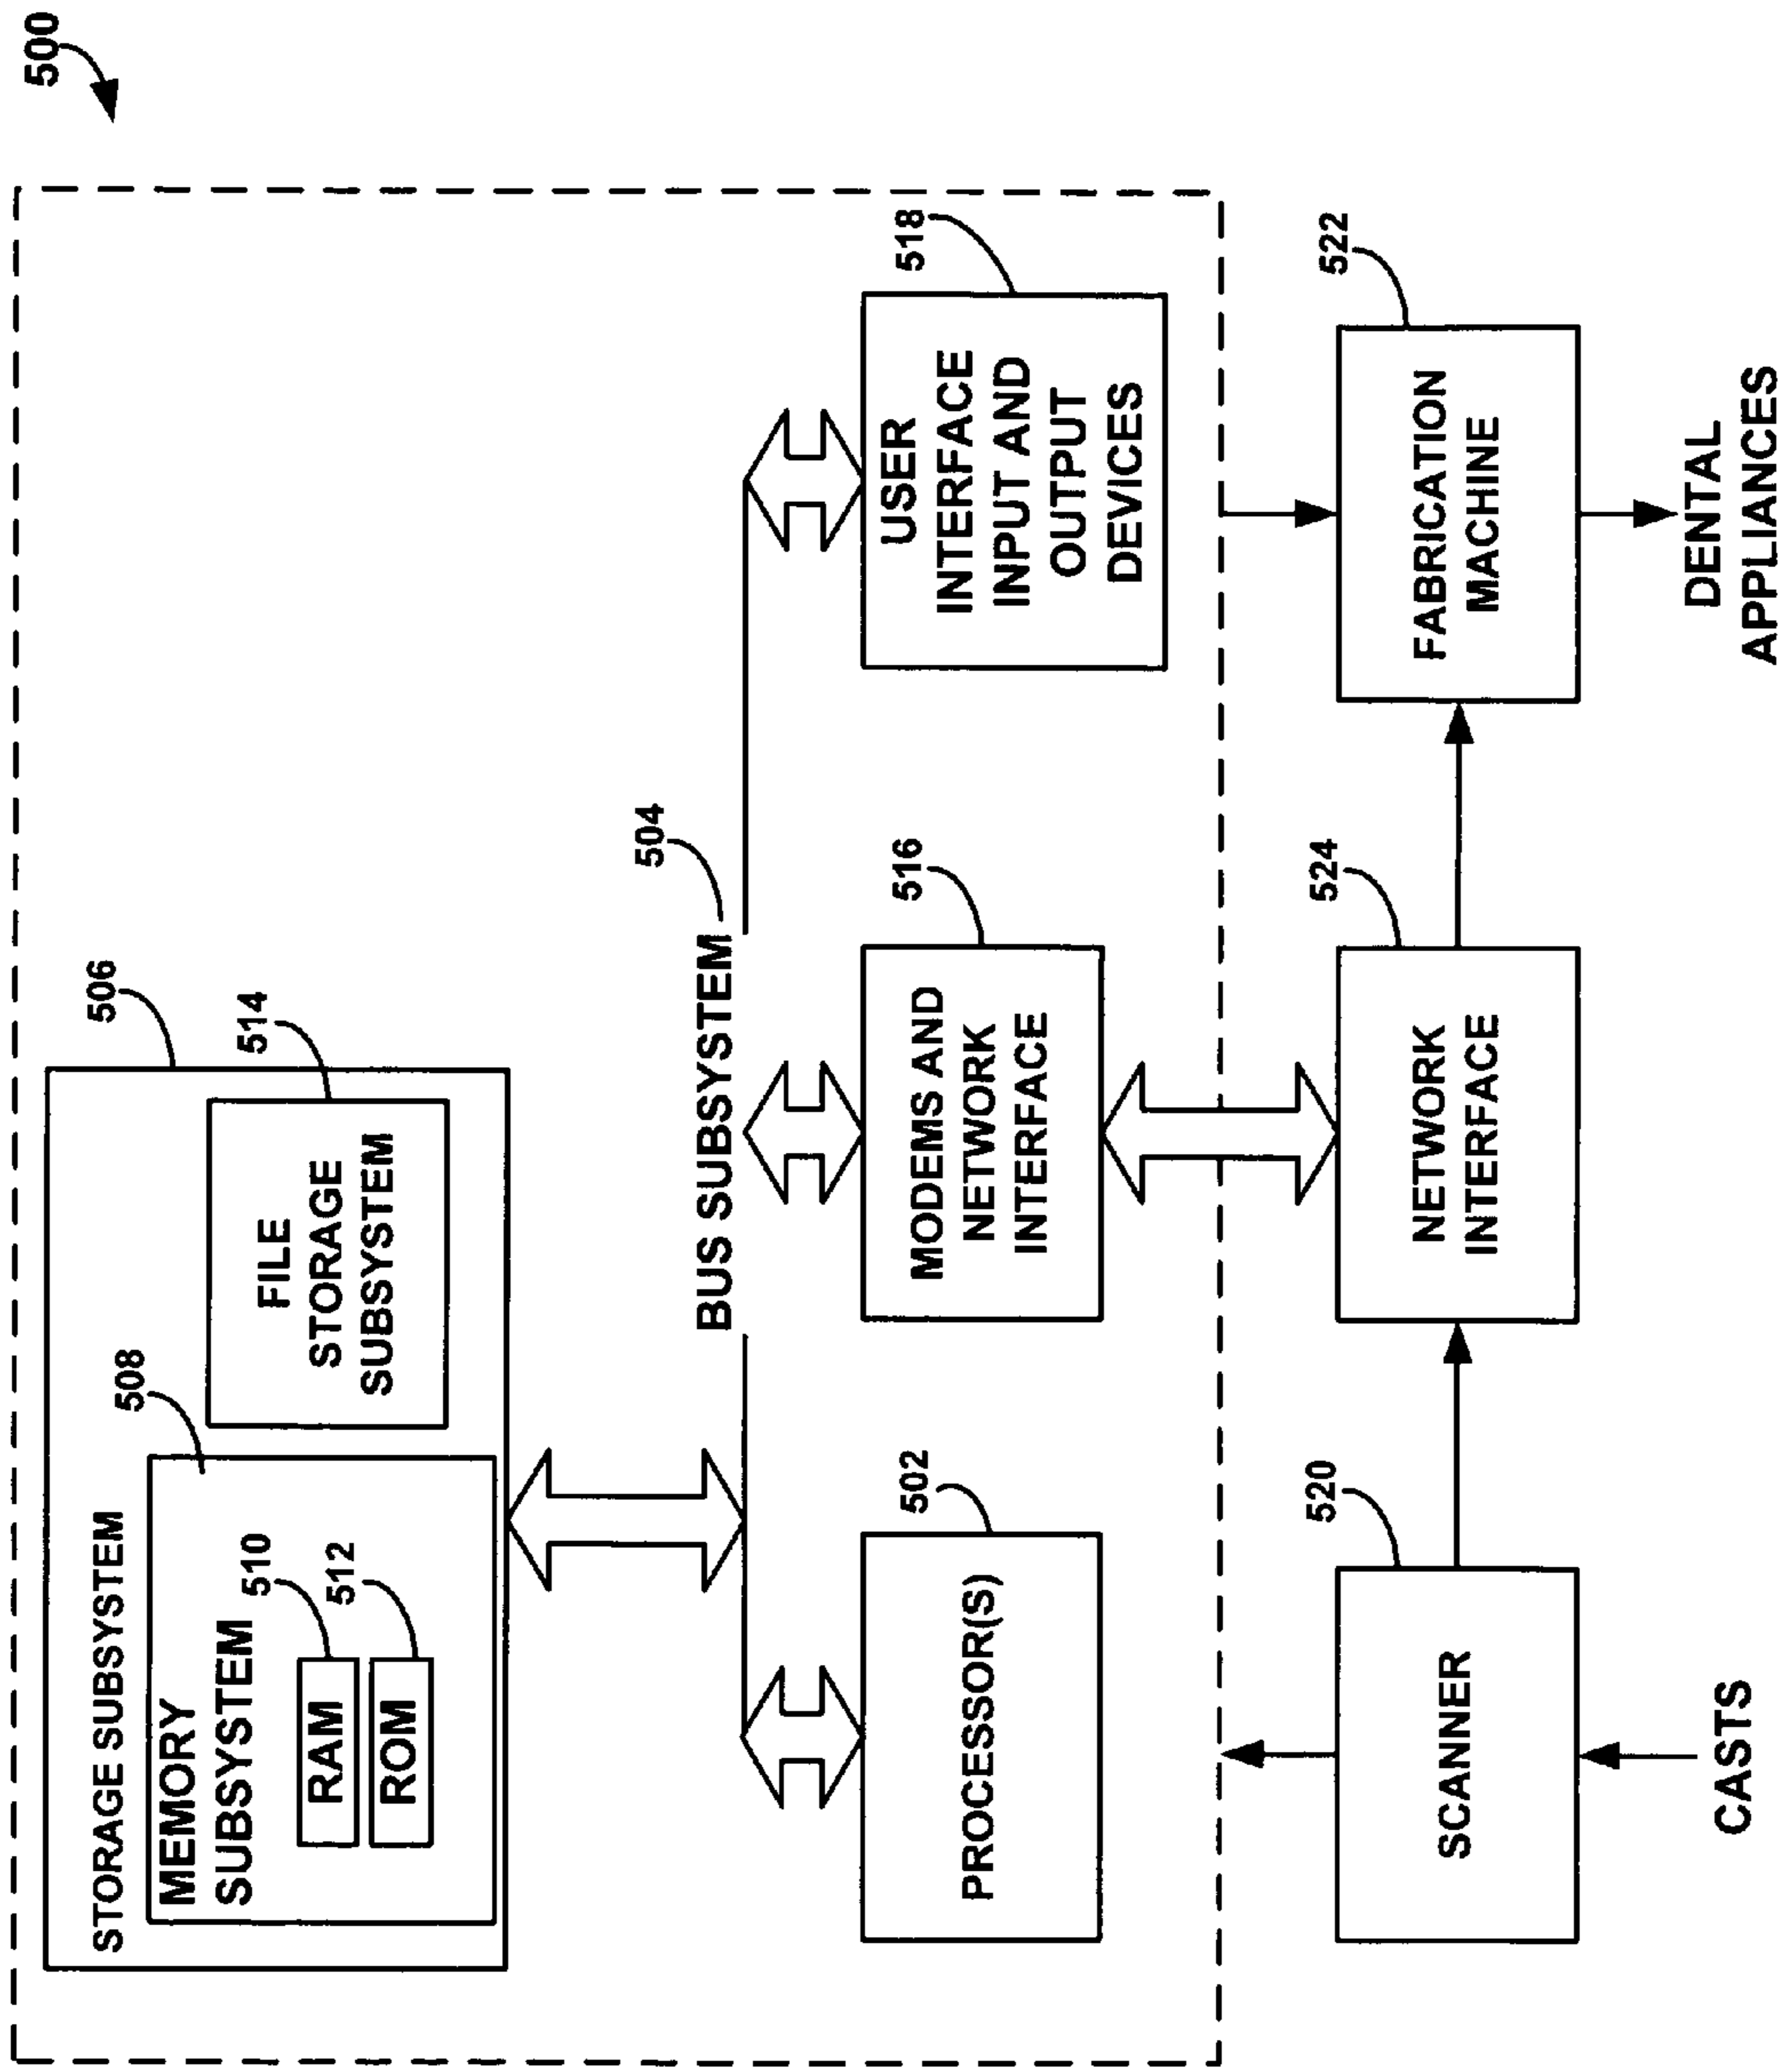 500
506
STORAGE SUBSYSTEM
508
514
MEMORY
SUBSYSTEM
510
RAM
512
ROM
FILE
STORAGE
SUBSYSTEM
504
BUS SUBSYSTEM
502
PROCESSOR(S)
516
MODEMS AND
NETWORK
INTERFACE
518
USER
INTERFACE
INPUT AND
OUTPUT
DEVICES
520
SCANNER
524
NETWORK
INTERFACE
522
FABRICATION
MACHINE
CASTS
DENTAL
APPLIANCES